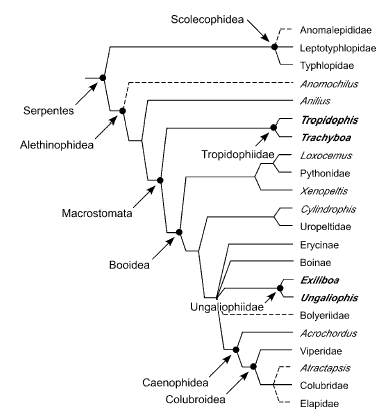 Scolecophidea
Anomalepididae
Leptotyphlopidae
Typhlopidae
Anomochilus
Serpentes
Anilius
Alethinophidea
Tropidophis
Trachyboa
Tropidophiidae
Loxocemus
Pythonidae
Xenopeltis
Macrostomata
Cylindrophis
Uropeltidae
Erycinae
Booidea
Boinae
Exiliboa
Ungaliophiidae
Ungaliophis
Bolyeriidae
Acrochordus
Viperidae
Caenophidea
Atractapsis
Colubroidea
Colubridae
Elapidae